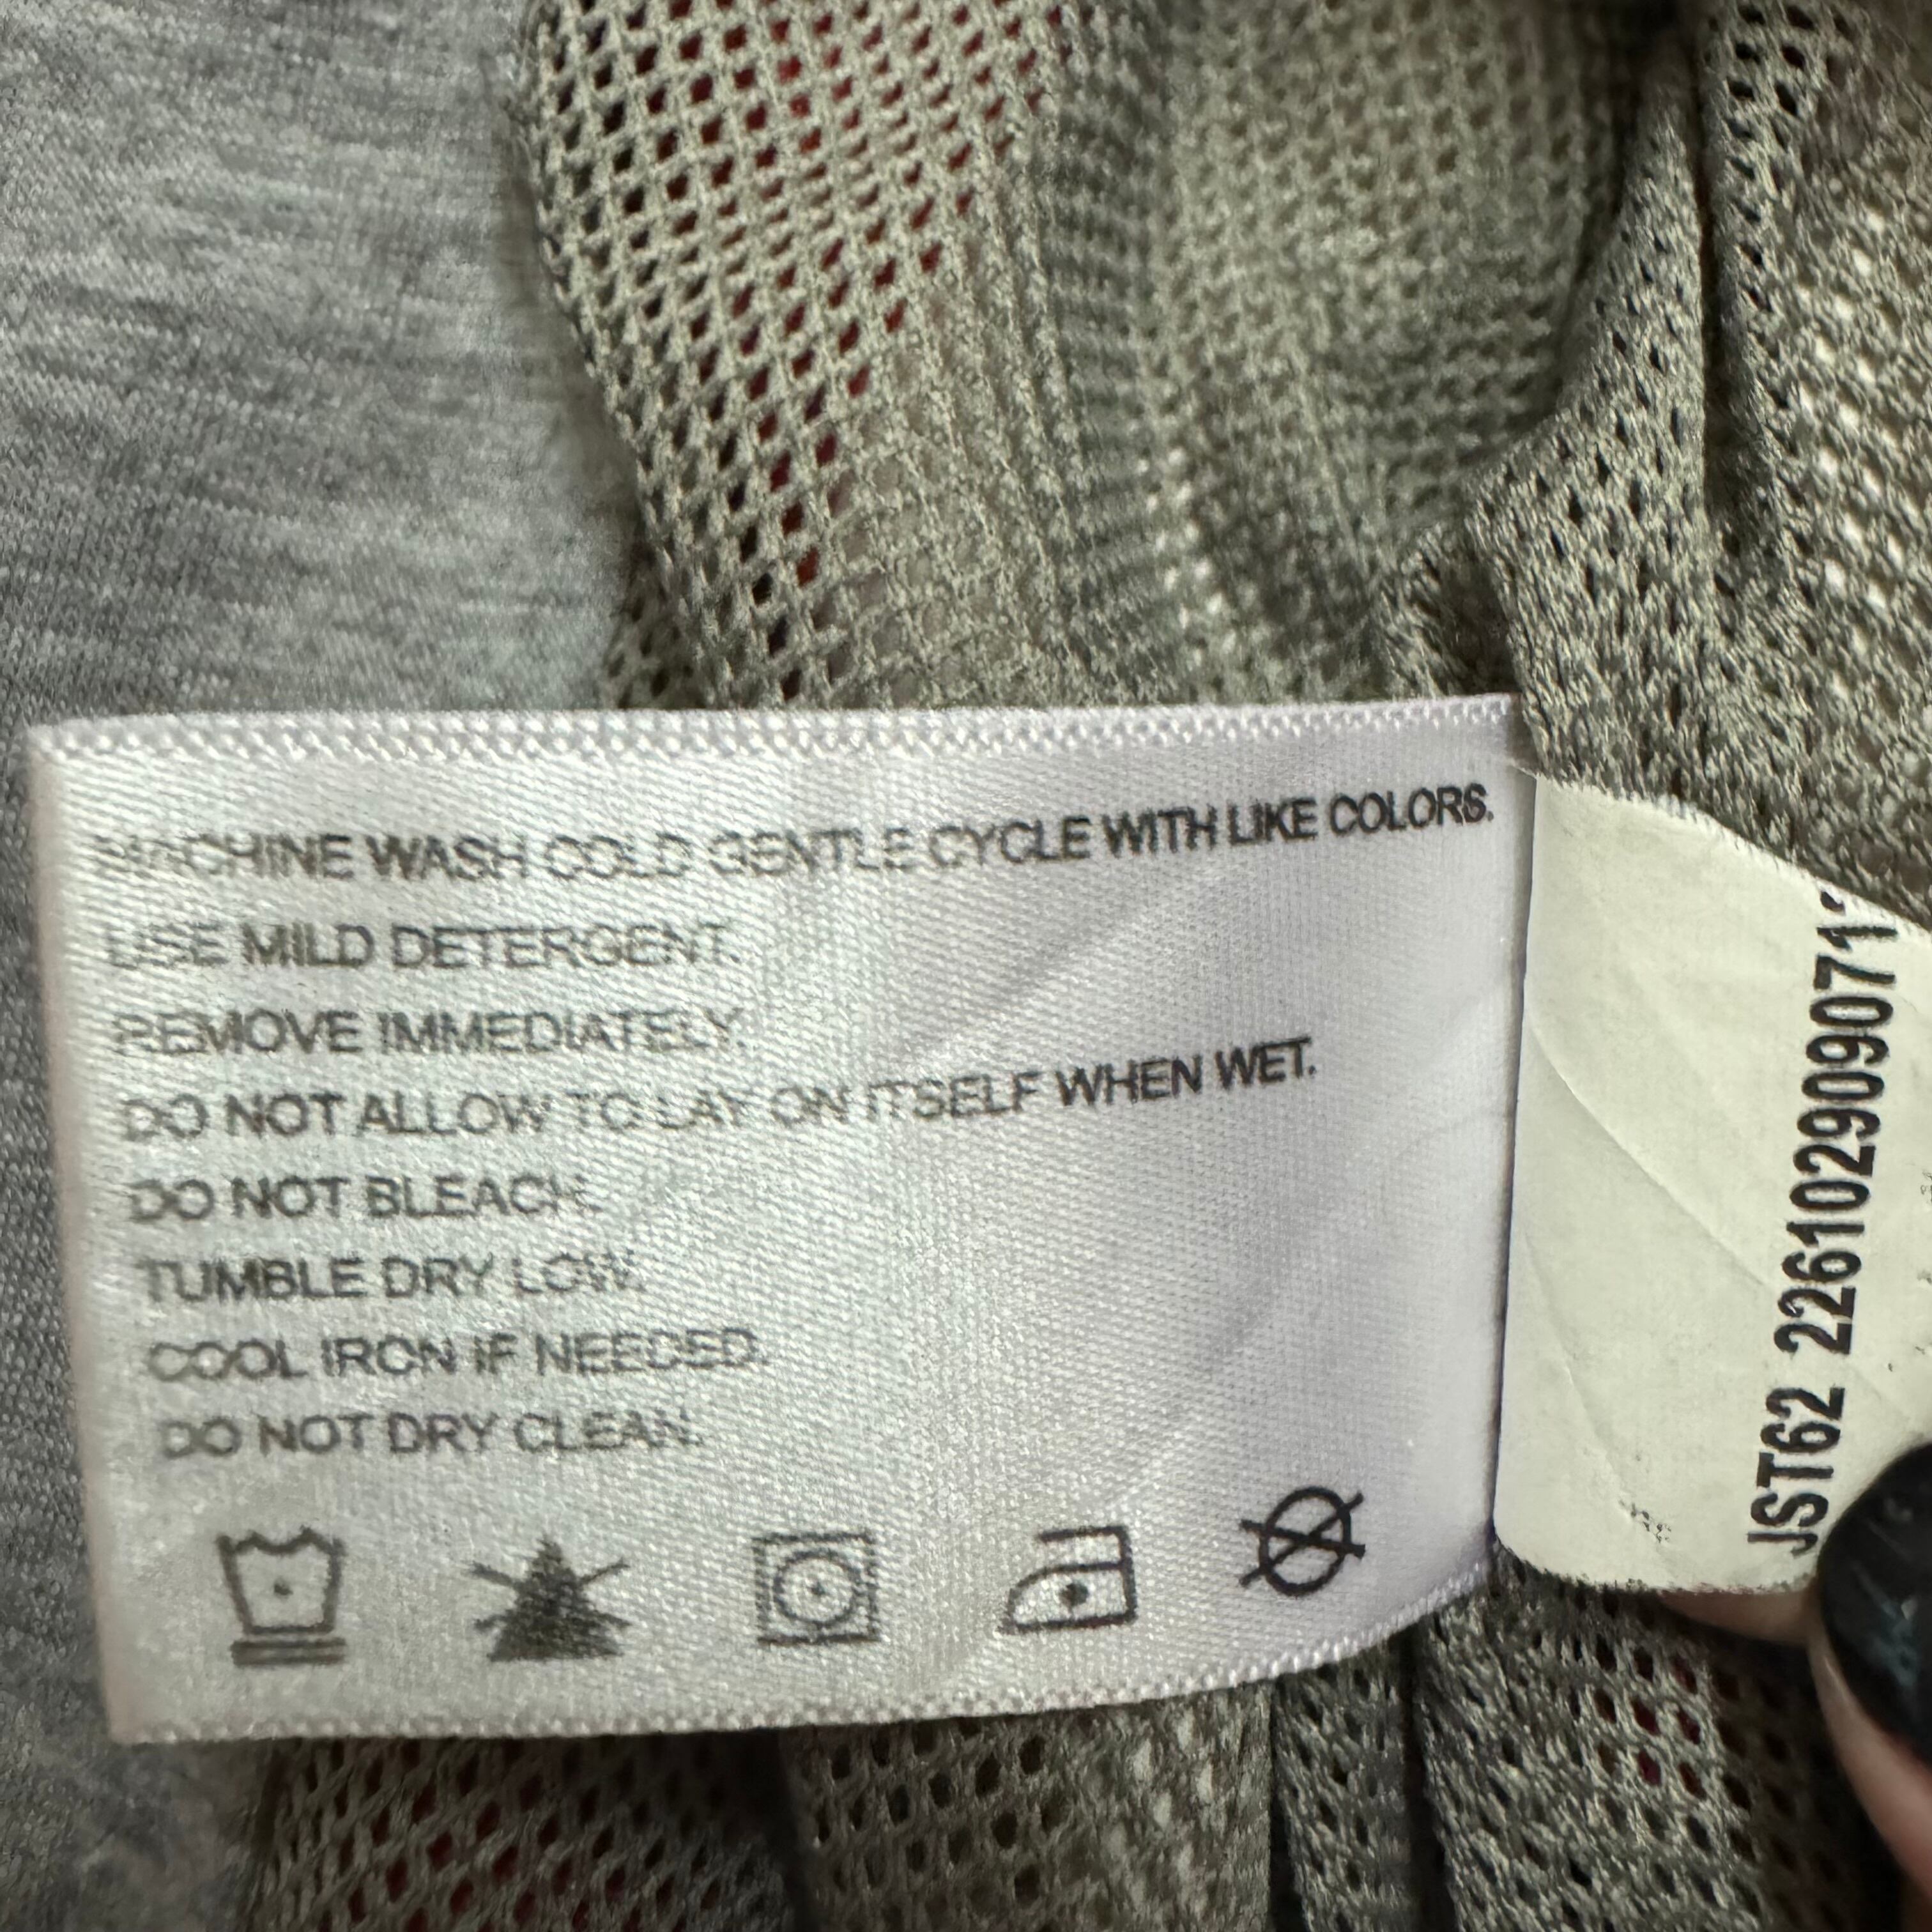 MACHINE WASH COLD GENTLE CYCLE WITH LIKE COLORS.
USE MILD DETERGENT.
REMOVE IMMEDIATELY.
DO NOT ALLOW TO LAY ON ITSELF WHEN WET.
DO NOT BLEACH.
TUMBLE DRY LOW.
COOL IRON IF NEEDED.
DO NOT DRY CLEAN.
JST62 226102909071